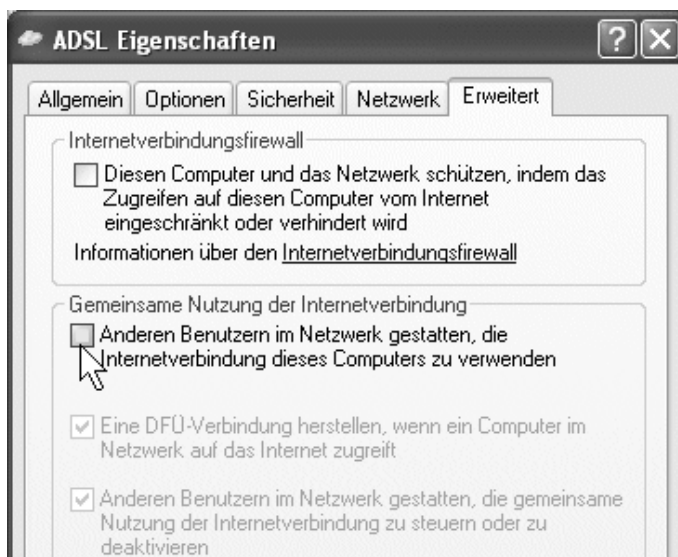 ADSL Eigenschaften
Allgemein Optionen Sicherheit Netzwerk Erweitert
Internetverbindungsfirewall
Diesen Computer und das Netzwerk schützen, indem das
Zugreifen auf diesen Computer vom Internet
eingeschränkt oder verhindert wird
Informationen über den Internetverbindungsfirewall
Gemeinsame Nutzung der Internetverbindung
Anderen Benutzern im Netzwerk gestatten, die
Internetverbindung dieses Computers zu verwenden
Eine DFÜ-Verbindung herstellen, wenn ein Computer im
Netzwerk auf das Internet zugreift
Anderen Benutzern im Netzwerk gestatten, die gemeinsame
Nutzung der Internetverbindung zu steuern oder zu
deaktivieren